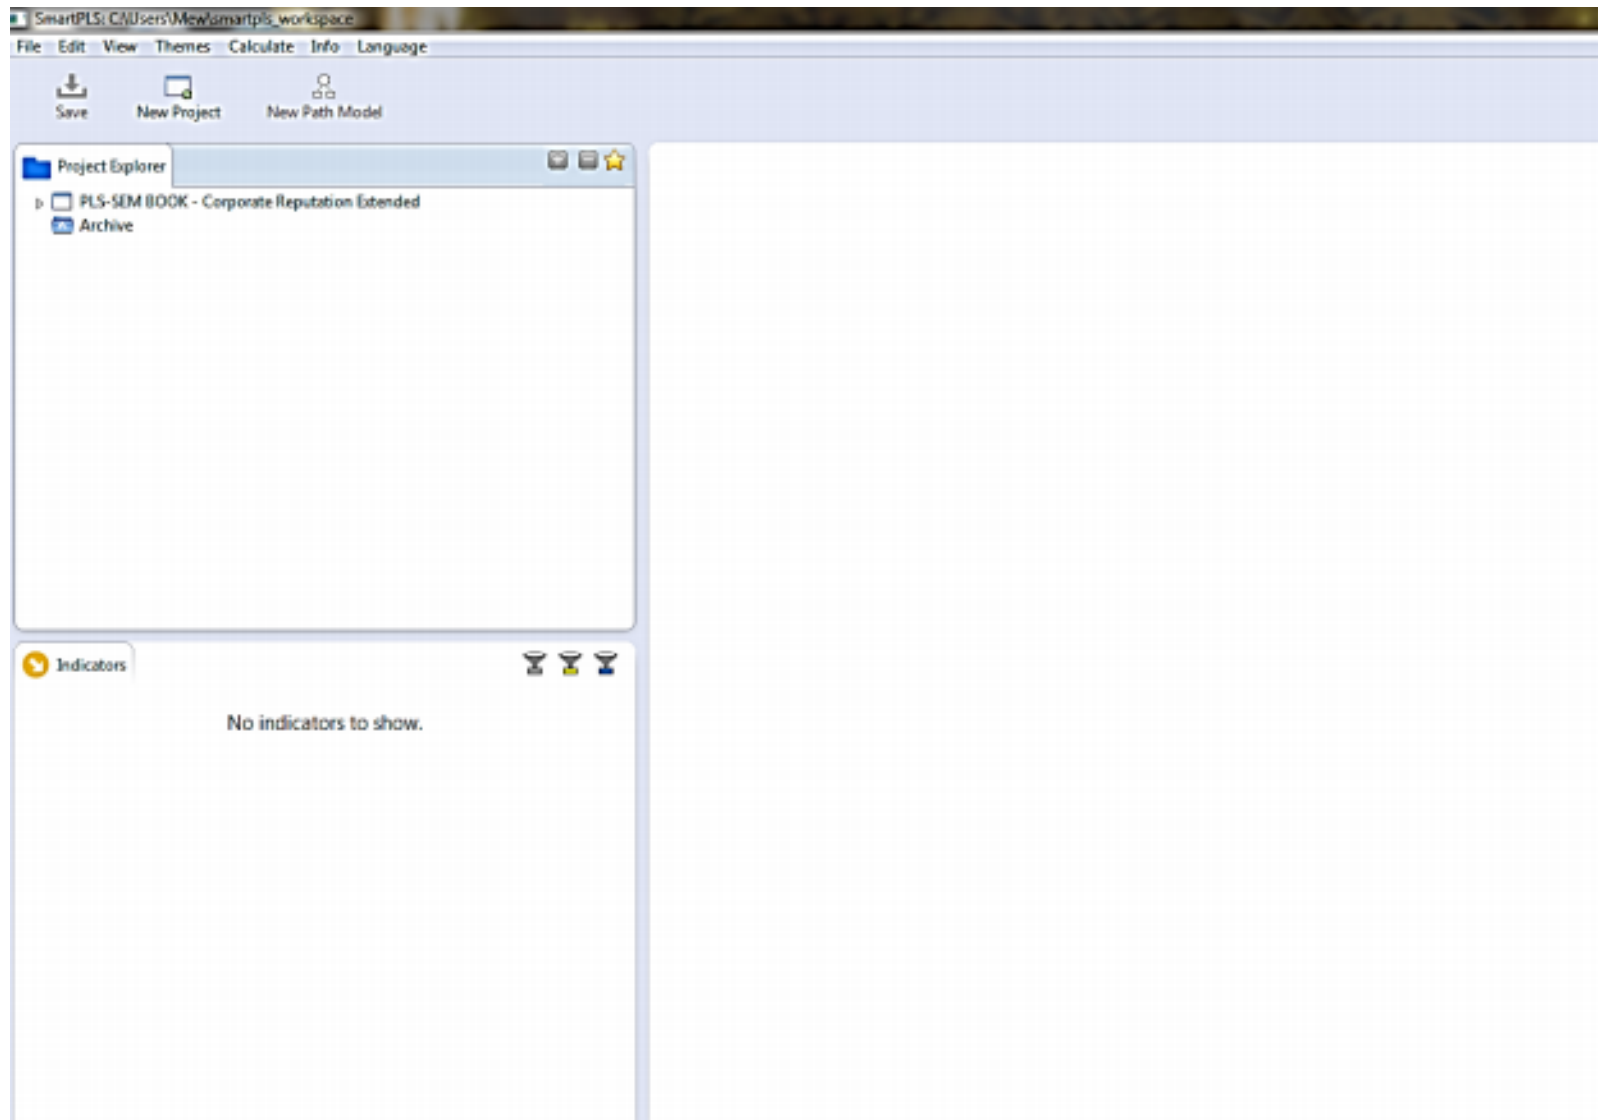 SmartPLS: C:\Users\Mew\smartpls_workspace
File Edit View Themes Calculate Info Language
Save New Project New Path Model
Project Explorer
PLS-SEM BOOK - Corporate Reputation Extended
Archive
Indicators
No indicators to show.